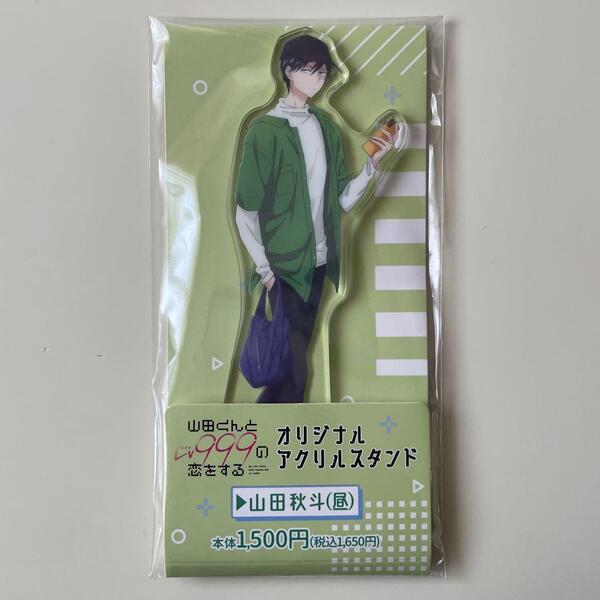 山田くんと
Lv999の
恋をする
オリジナル
アクリルスタンド
▶山田秋斗(昼)
本体1,500円(税込1,650円)